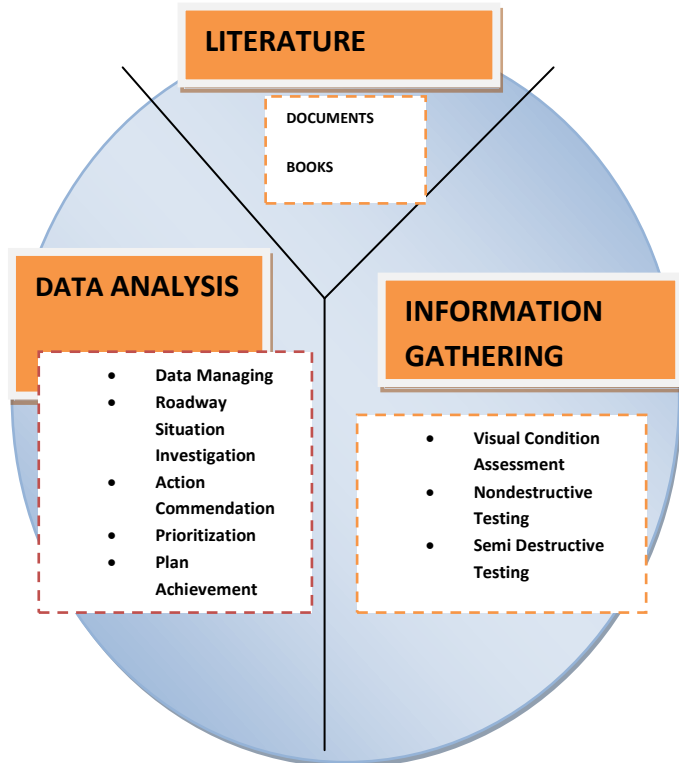 LITERATURE
DOCUMENTS
BOOKS
DATA ANALYSIS
• Data Managing
• Roadway
Situation
Investigation
• Action
Commendation
• Prioritization
• Plan
Achievement
INFORMATION
GATHERING
• Visual Condition
Assessment
• Nondestructive
Testing
• Semi Destructive
Testing